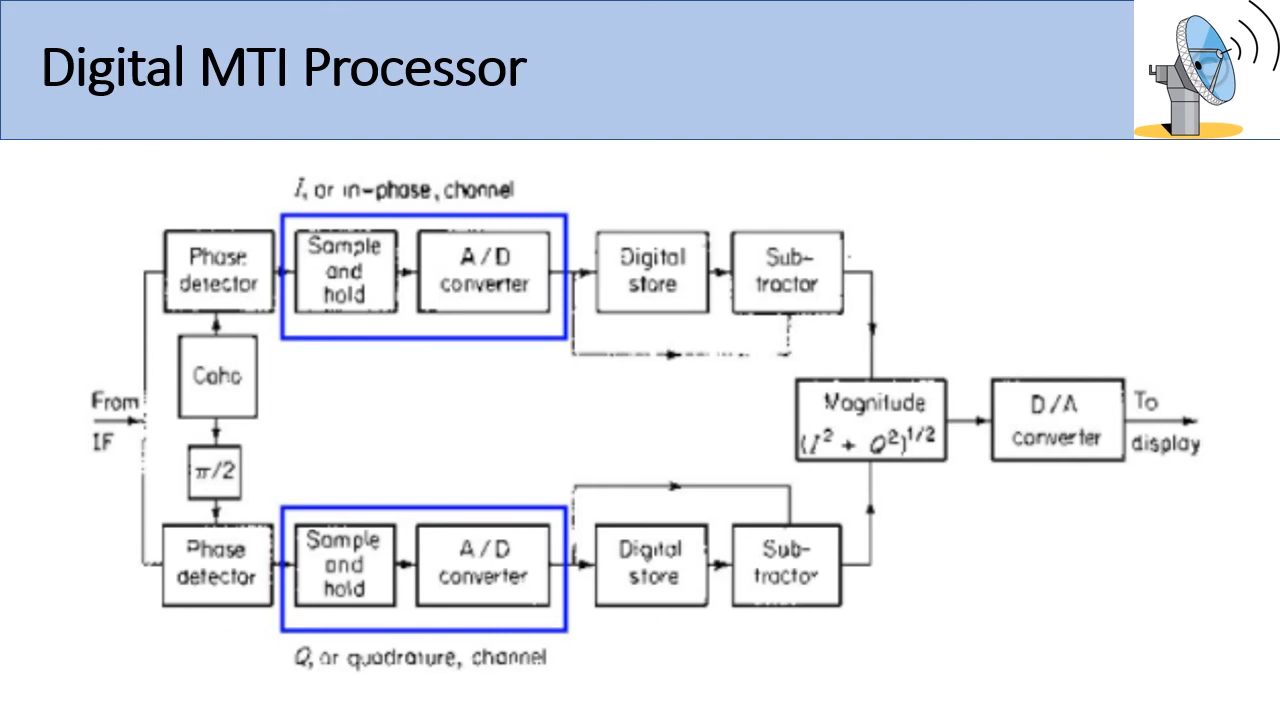 Digital MTI Processor
I, or in-phase, channel
Phase
detector
Sample
and
hold
A/D
converter
Digital
store
Sub-
tractor
Coho
From
IF
π/2
Magnitude
(I² + Q²)^1/2
D/A
converter
To
display
Phase
detector
Sample
and
hold
A/D
converter
Digital
store
Sub-
tractor
Q, or quadrature, channel